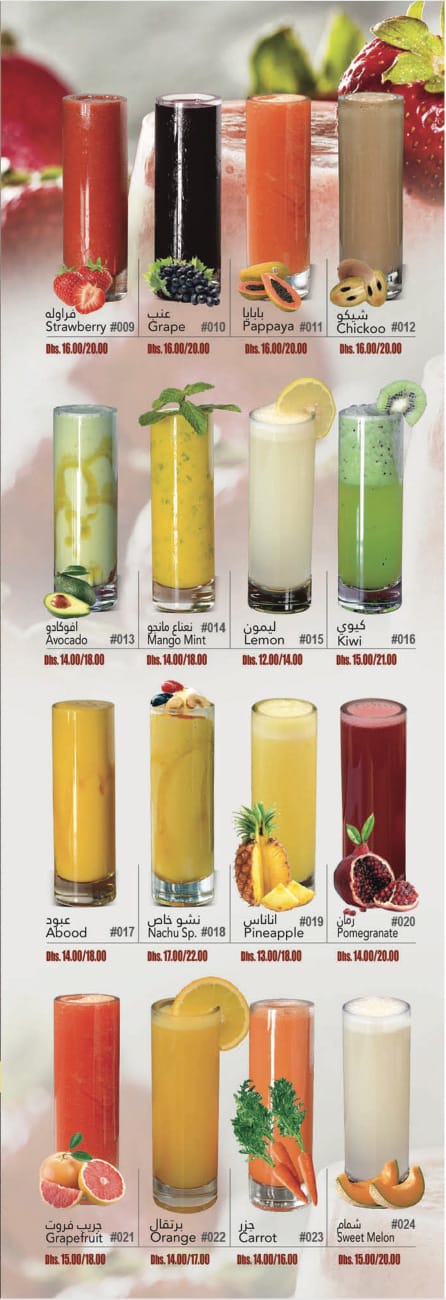 فراوله
Strawberry #009
عنب
Grape #010
بابايا
Pappaya #011
شيكو
Chickoo #012
Dhs. 16.00/20.00
Dhs. 16.00/20.00
Dhs. 16.00/20.00
Dhs. 16.00/20.00
افوكادو
Avocado #013
نعناع مانجو #014
Mango Mint
ليمون
Lemon #015
كيوي
Kiwi #016
Dhs. 14.00/18.00
Dhs. 14.00/18.00
Dhs. 12.00/14.00
Dhs. 15.00/21.00
عبود
Abood #017
نشو خاص
Nachu Sp. #018
اناناس #019
Pineapple
رمان #020
Pomegranate
Dhs. 14.00/18.00
Dhs. 17.00/22.00
Dhs. 13.00/18.00
Dhs. 14.00/20.00
جريب فروت
Grapefruit #021
برتقال
Orange #022
جزر
Carrot #023
شمام #024
Sweet Melon
Dhs. 15.00/18.00
Dhs. 14.00/17.00
Dhs. 14.00/16.00
Dhs. 15.00/20.00